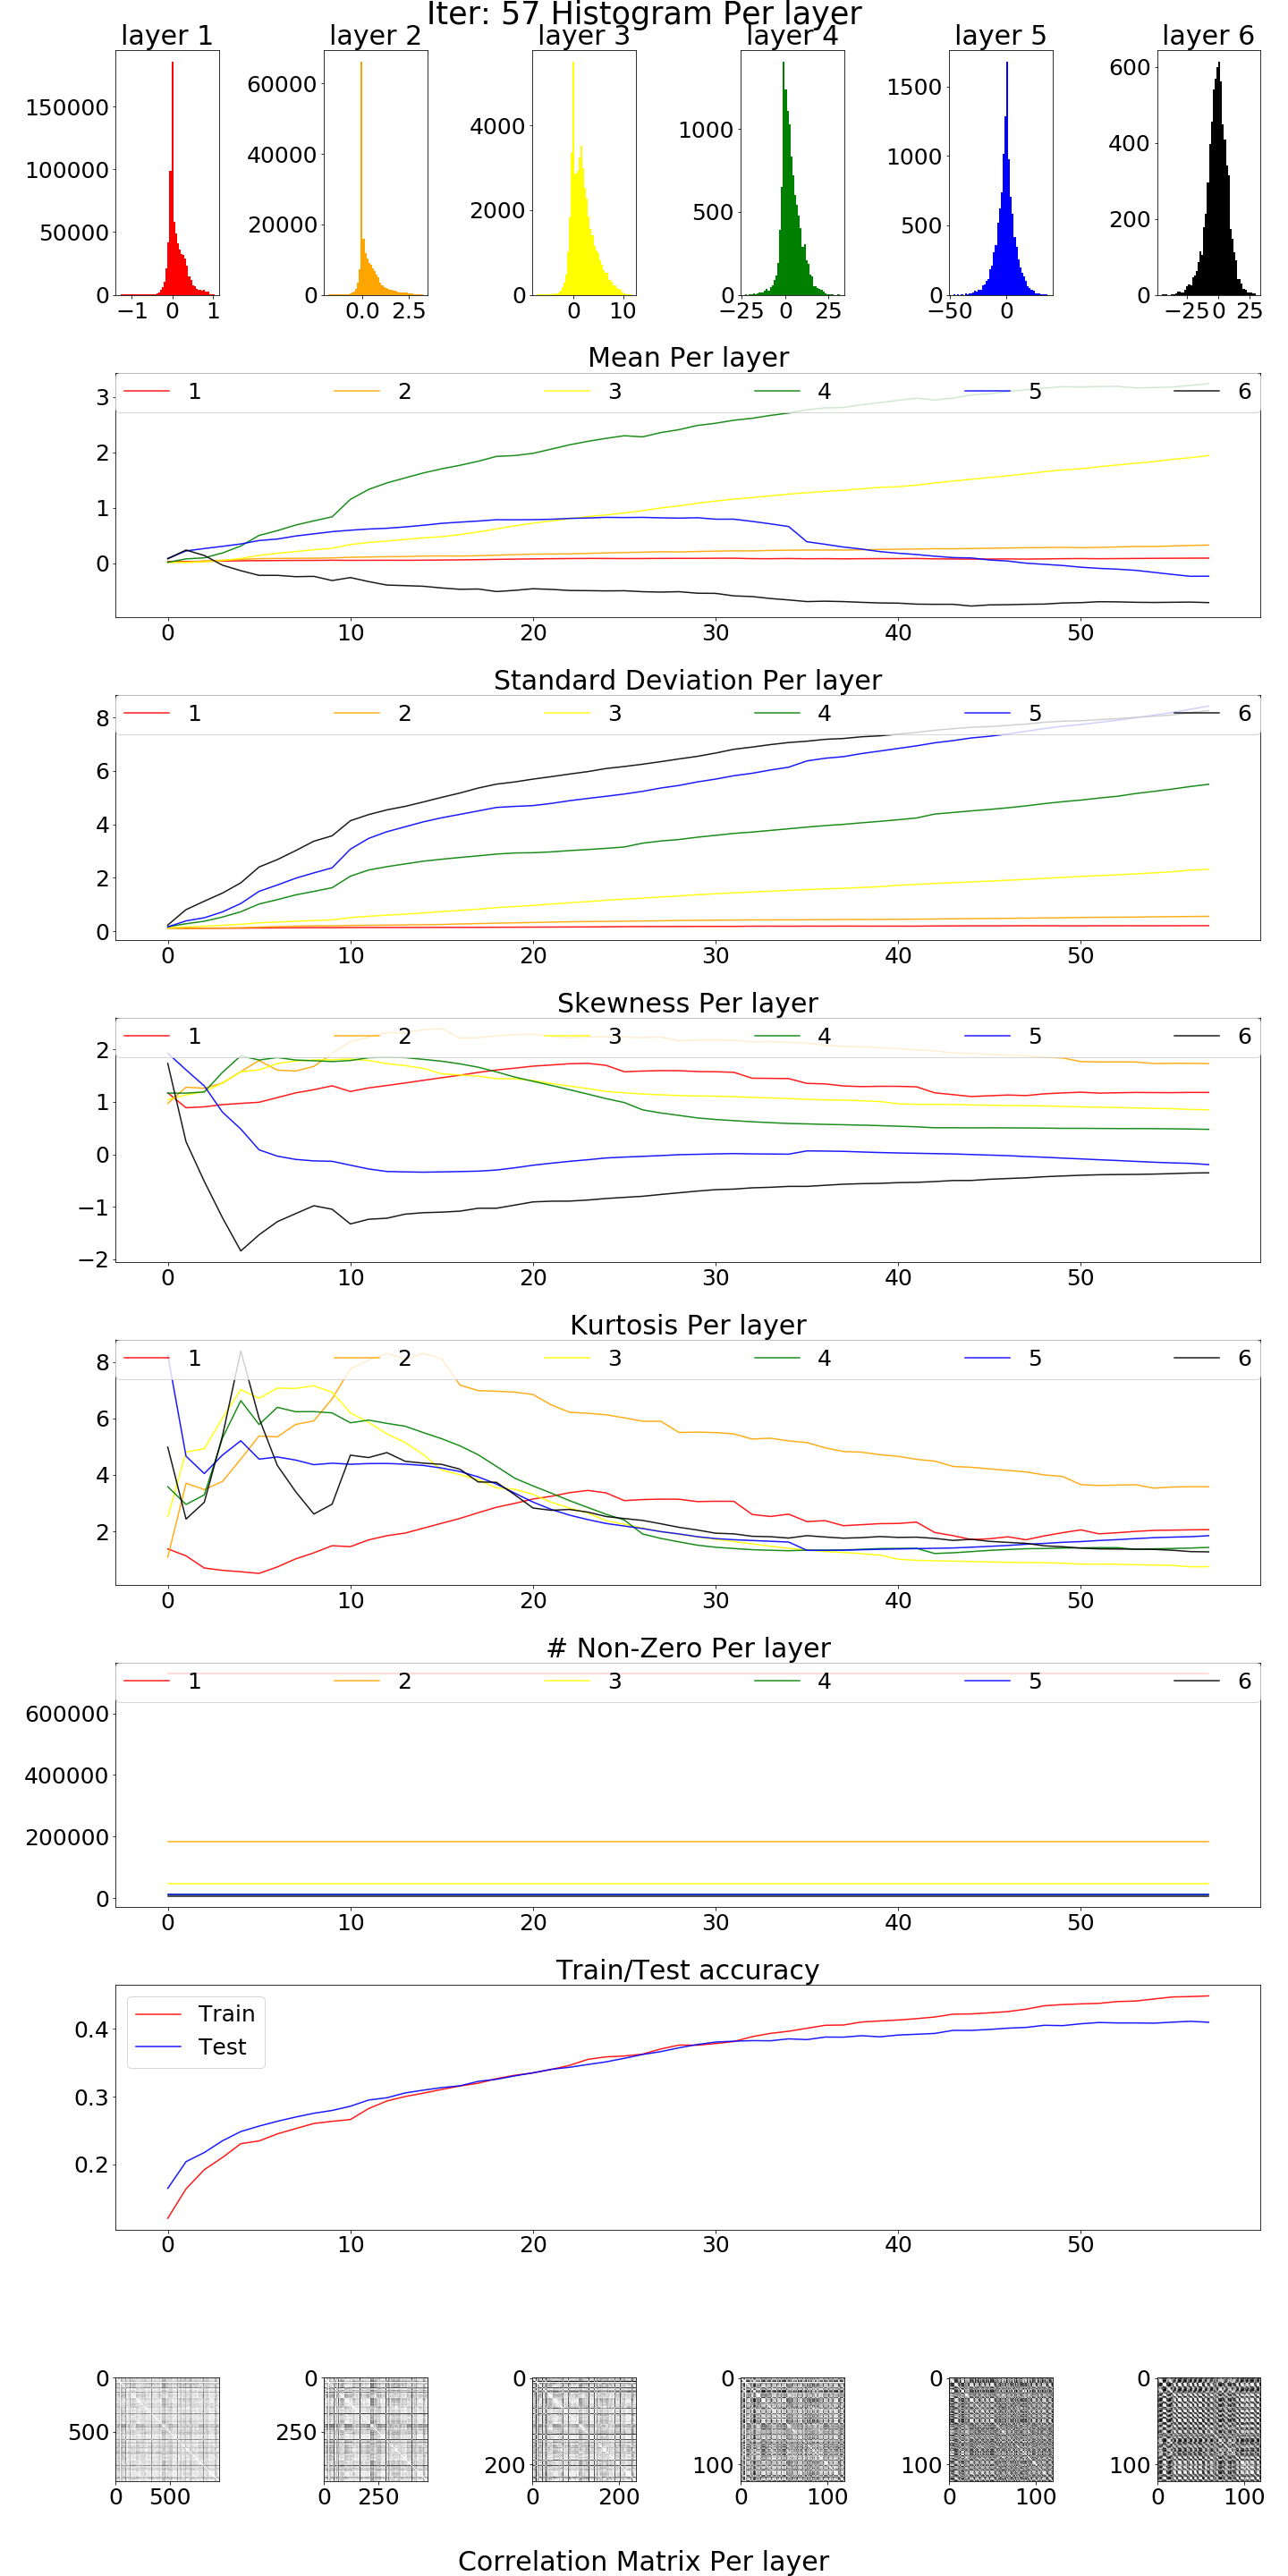 Iter: 57 Histogram Per layer
layer 1 layer 2 layer 3 layer 4 layer 5 layer 6
150000 100000 50000 0
−1 0 1
60000 40000 20000 0
0.0 2.5
4000 2000 0
0 10
1000 500 0
−25 0 25
1500 1000 500 0
−50 0
600 400 200 0
−25 0 25
Mean Per layer
1 2 3 4 5 6
3
2
1
0
0 10 20 30 40 50
Standard Deviation Per layer
1 2 3 4 5 6
8
6
4
2
0
0 10 20 30 40 50
Skewness Per layer
1 2 3 4 5 6
2
1
0
−1
−2
0 10 20 30 40 50
Kurtosis Per layer
1 2 3 4 5 6
8
6
4
2
0 10 20 30 40 50
# Non-Zero Per layer
1 2 3 4 5 6
600000
400000
200000
0
0 10 20 30 40 50
Train/Test accuracy
Train
Test
0.4
0.3
0.2
0 10 20 30 40 50
0 500
0 500
0 250
0 250
0 200
0 200
0 100
0 100
0 100
0 100
0 100
0 100
Correlation Matrix Per layer